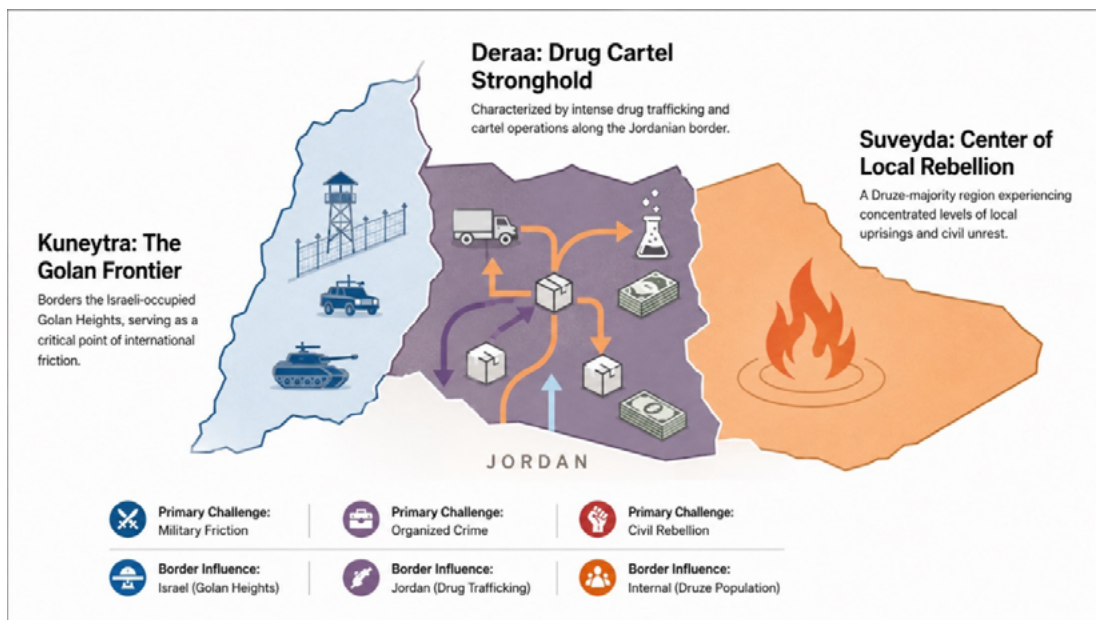 Deraa: Drug Cartel
Stronghold
Characterized by intense drug trafficking and
cartel operations along the Jordanian border.
Suveyda: Center of
Local Rebellion
A Druze-majority region experiencing
concentrated levels of local
uprisings and civil unrest.
Kuneytra: The
Golan Frontier
Borders the Israeli-occupied
Golan Heights, serving as a
critical point of international
friction.
JORDAN
Primary Challenge:
Military Friction
Primary Challenge:
Organized Crime
Primary Challenge:
Civil Rebellion
Border Influence:
Israel (Golan Heights)
Border Influence:
Jordan (Drug Trafficking)
Border Influence:
Internal (Druze Population)